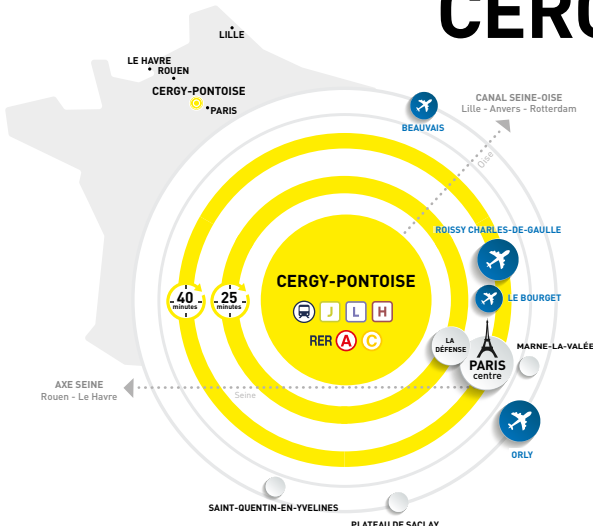 CERG
LILLE
LE HAVRE
ROUEN
CERGY-PONTOISE
C
PARIS
CANAL SEINE-OISE
Lille - Anvers - Rotterdam
BEAUVAIS
Oise
ROISSY CHARLES-DE-GAULLE
CERGY-PONTOISE
40
minutes
25
minutes
LE BOURGET
J L H
RER A C
LA
DÉFENSE
MARNE-LA-VALÉE
PARIS
centre
AXE SEINE
Rouen - Le Havre
Seine
ORLY
SAINT-QUENTIN-EN-YVELINES
PLATEAU DE SACLAY